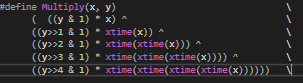 #define Multiply(x, y) \
( ((y & 1) * x) ^ \
((y>>1 & 1) * xtime(x)) ^ \
((y>>2 & 1) * xtime(xtime(x))) ^ \
((y>>3 & 1) * xtime(xtime(xtime(x)))) ^ \
((y>>4 & 1) * xtime(xtime(xtime(xtime(x)))))) \